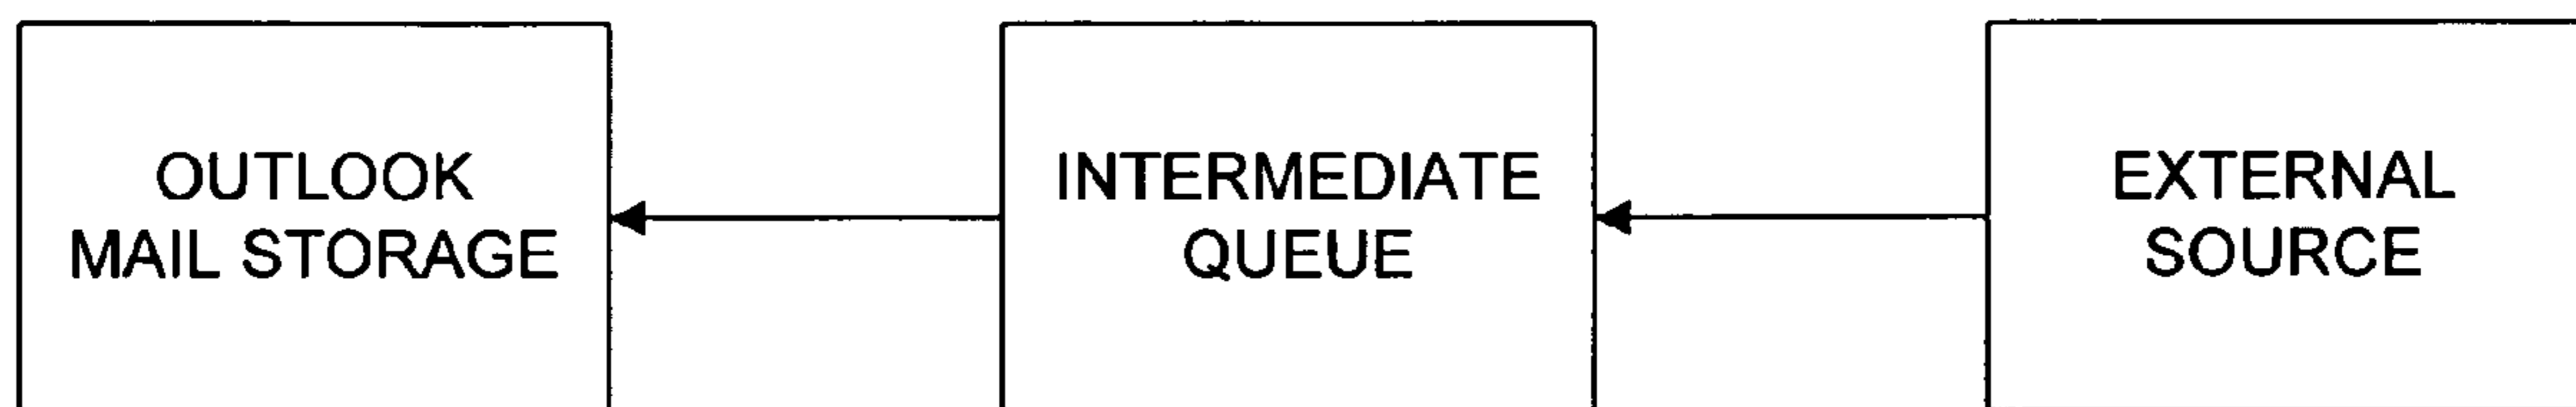 OUTLOOK
MAIL STORAGE
INTERMEDIATE
QUEUE
EXTERNAL
SOURCE